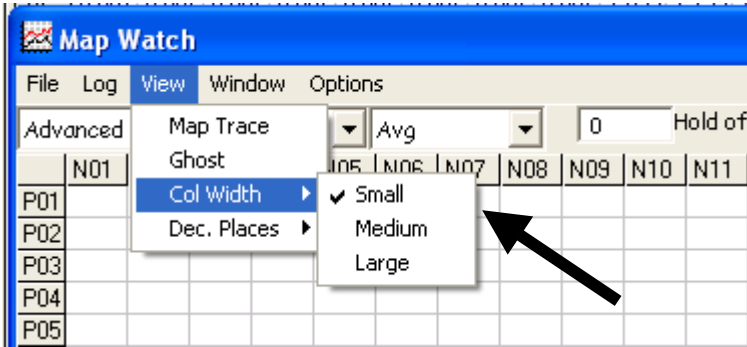 Map Watch
File Log View Window Options
Advanced Avg 0 Hold of
Map Trace
Ghost
Col Width
Dec. Places
Small
Medium
Large
N01 N05 N06 N07 N08 N09 N10 N11
P01
P02
P03
P04
P05